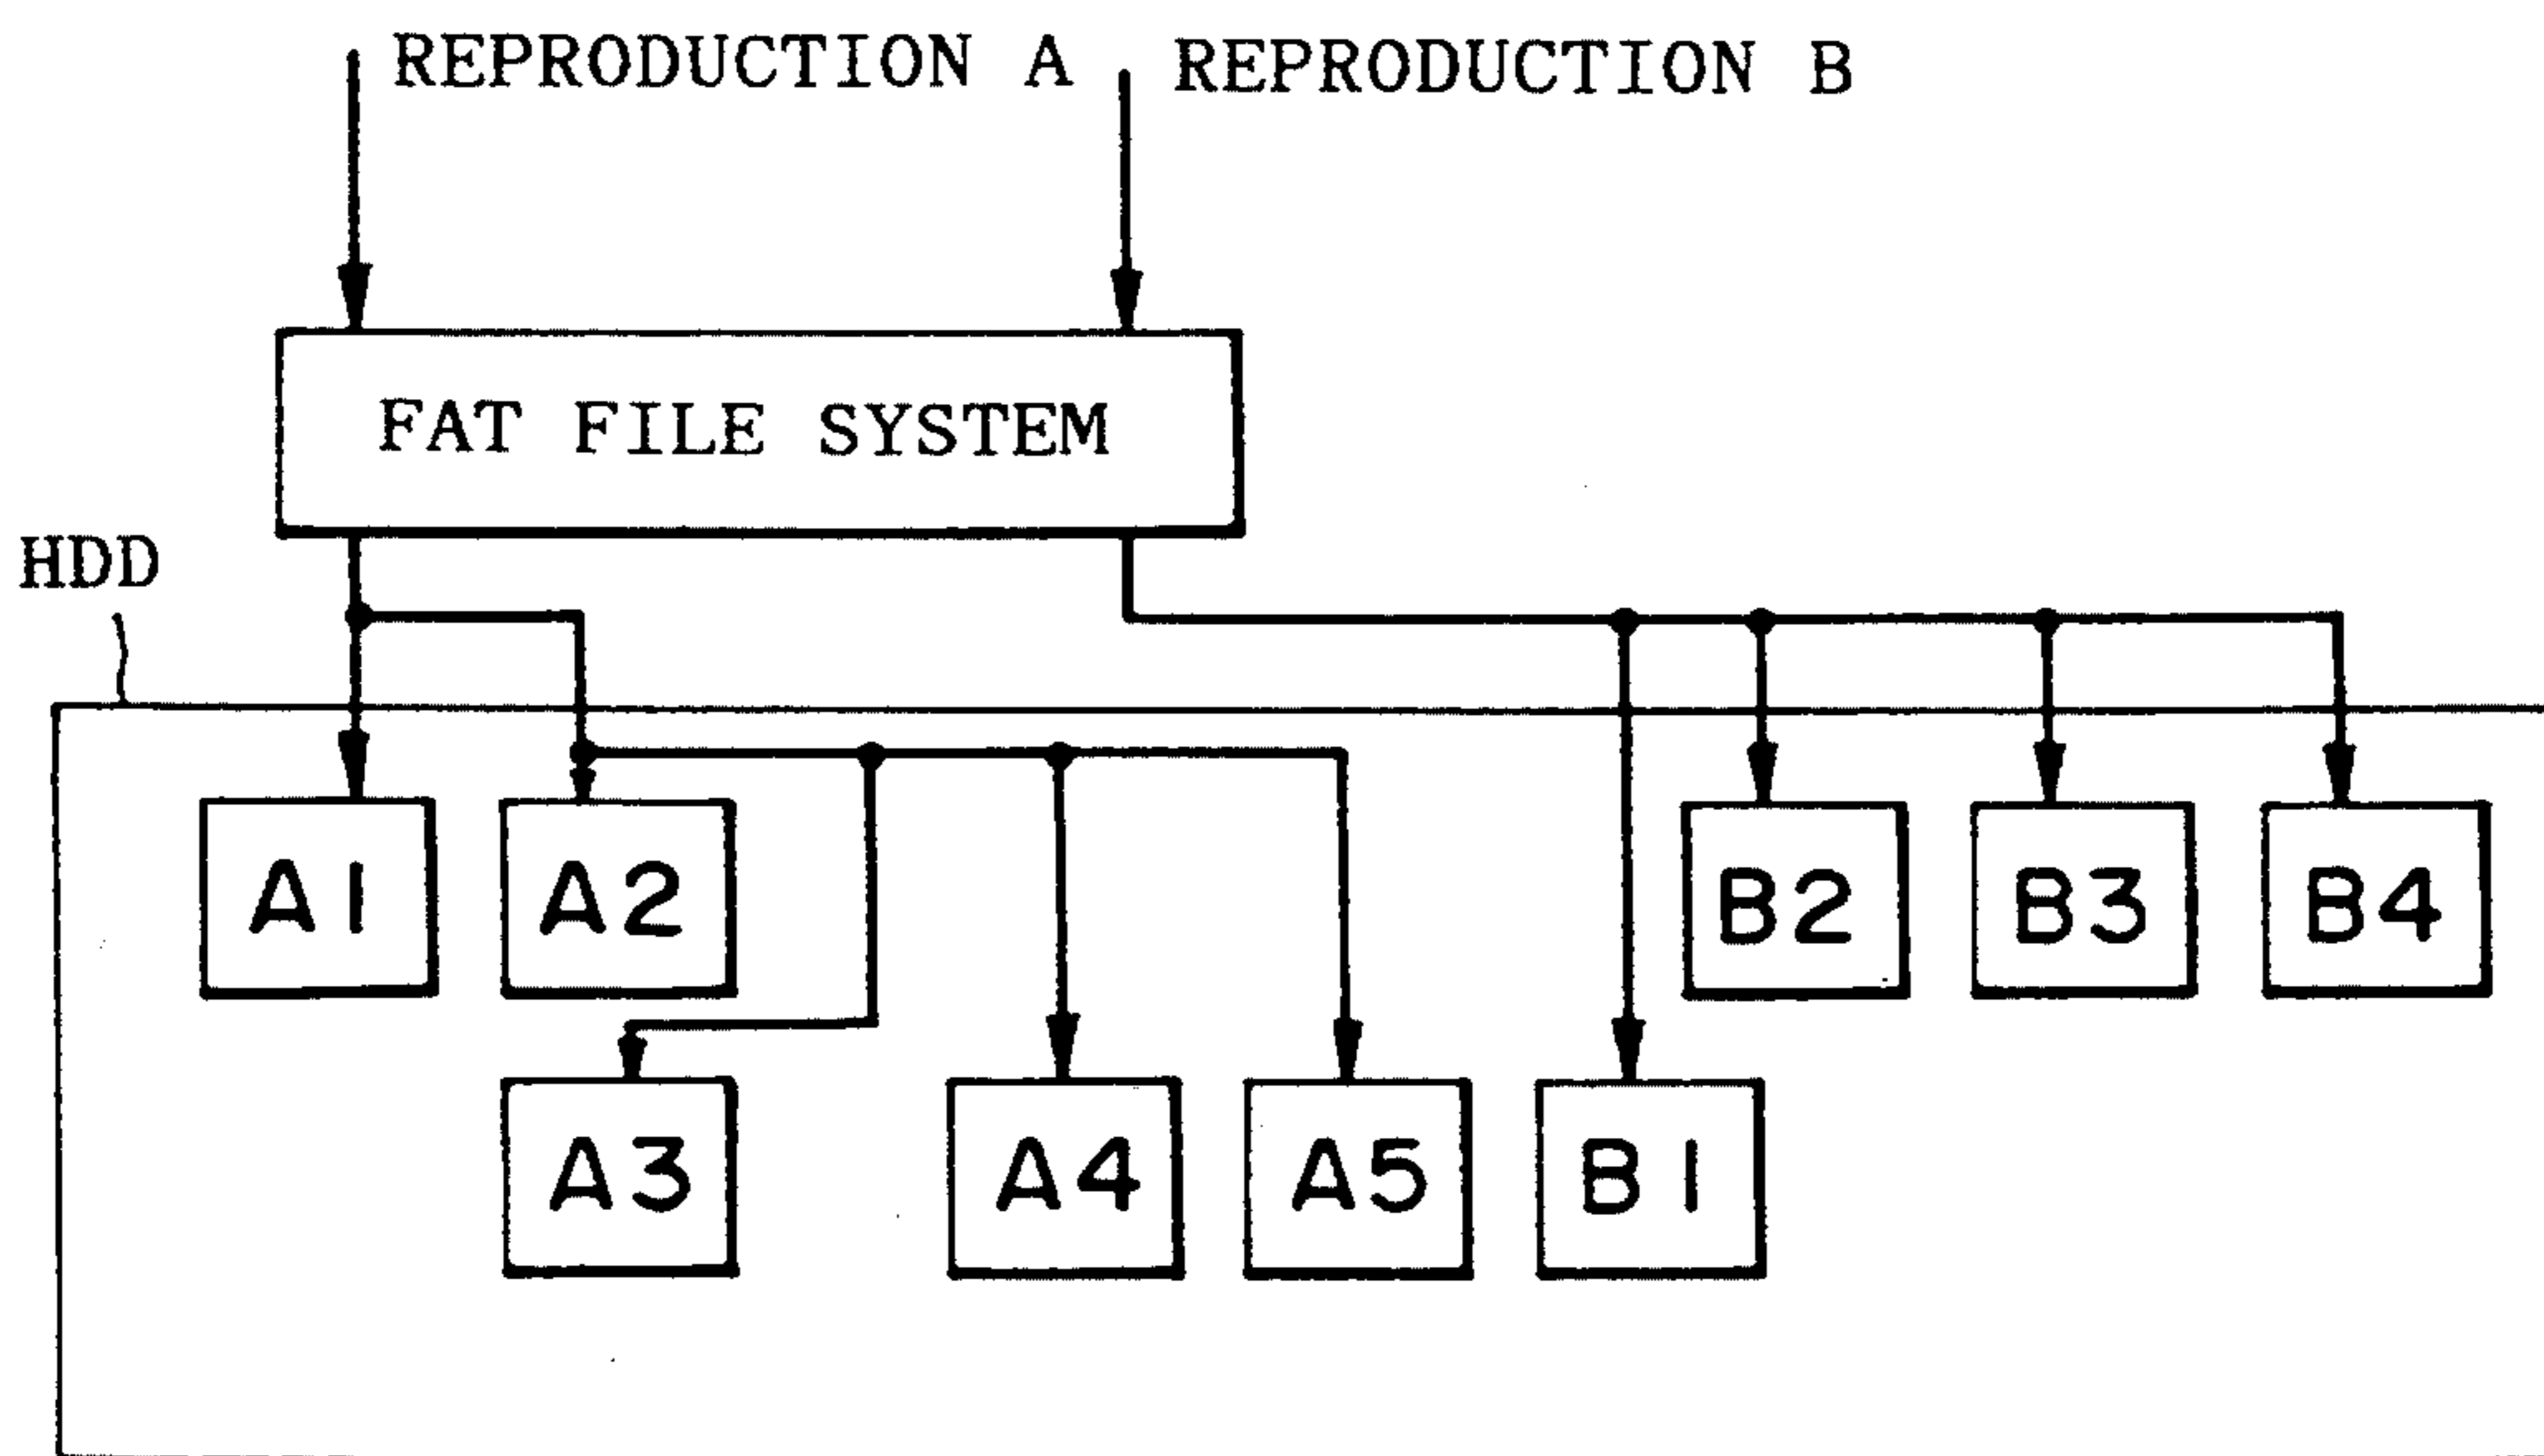 REPRODUCTION A
REPRODUCTION B
FAT FILE SYSTEM
HDD
A1
A2
B2
B3
B4
A3
A4
A5
B1